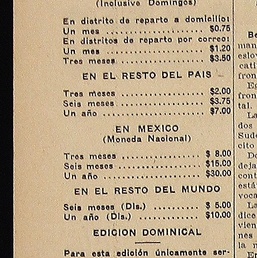 (Inclusive Domingos)
En distrito de reparto a domicilio:
Un mes $0.75
En distritos de reparto por correo:
Un mes $1.20
Tres meses $3.50
EN EL RESTO DEL PAIS
Tres meses $2.00
Seis meses $3.75
Un año $7.00
EN MEXICO
(Moneda Nacional)
Tres meses $ 8.00
Seis meses $15.00
Un año $30.00
EN EL RESTO DEL MUNDO
Seis meses (Dls.) $ 5.00
Un año (Dls.) $10.00
EDICION DOMINICAL
Para esta edición únicamente ser-